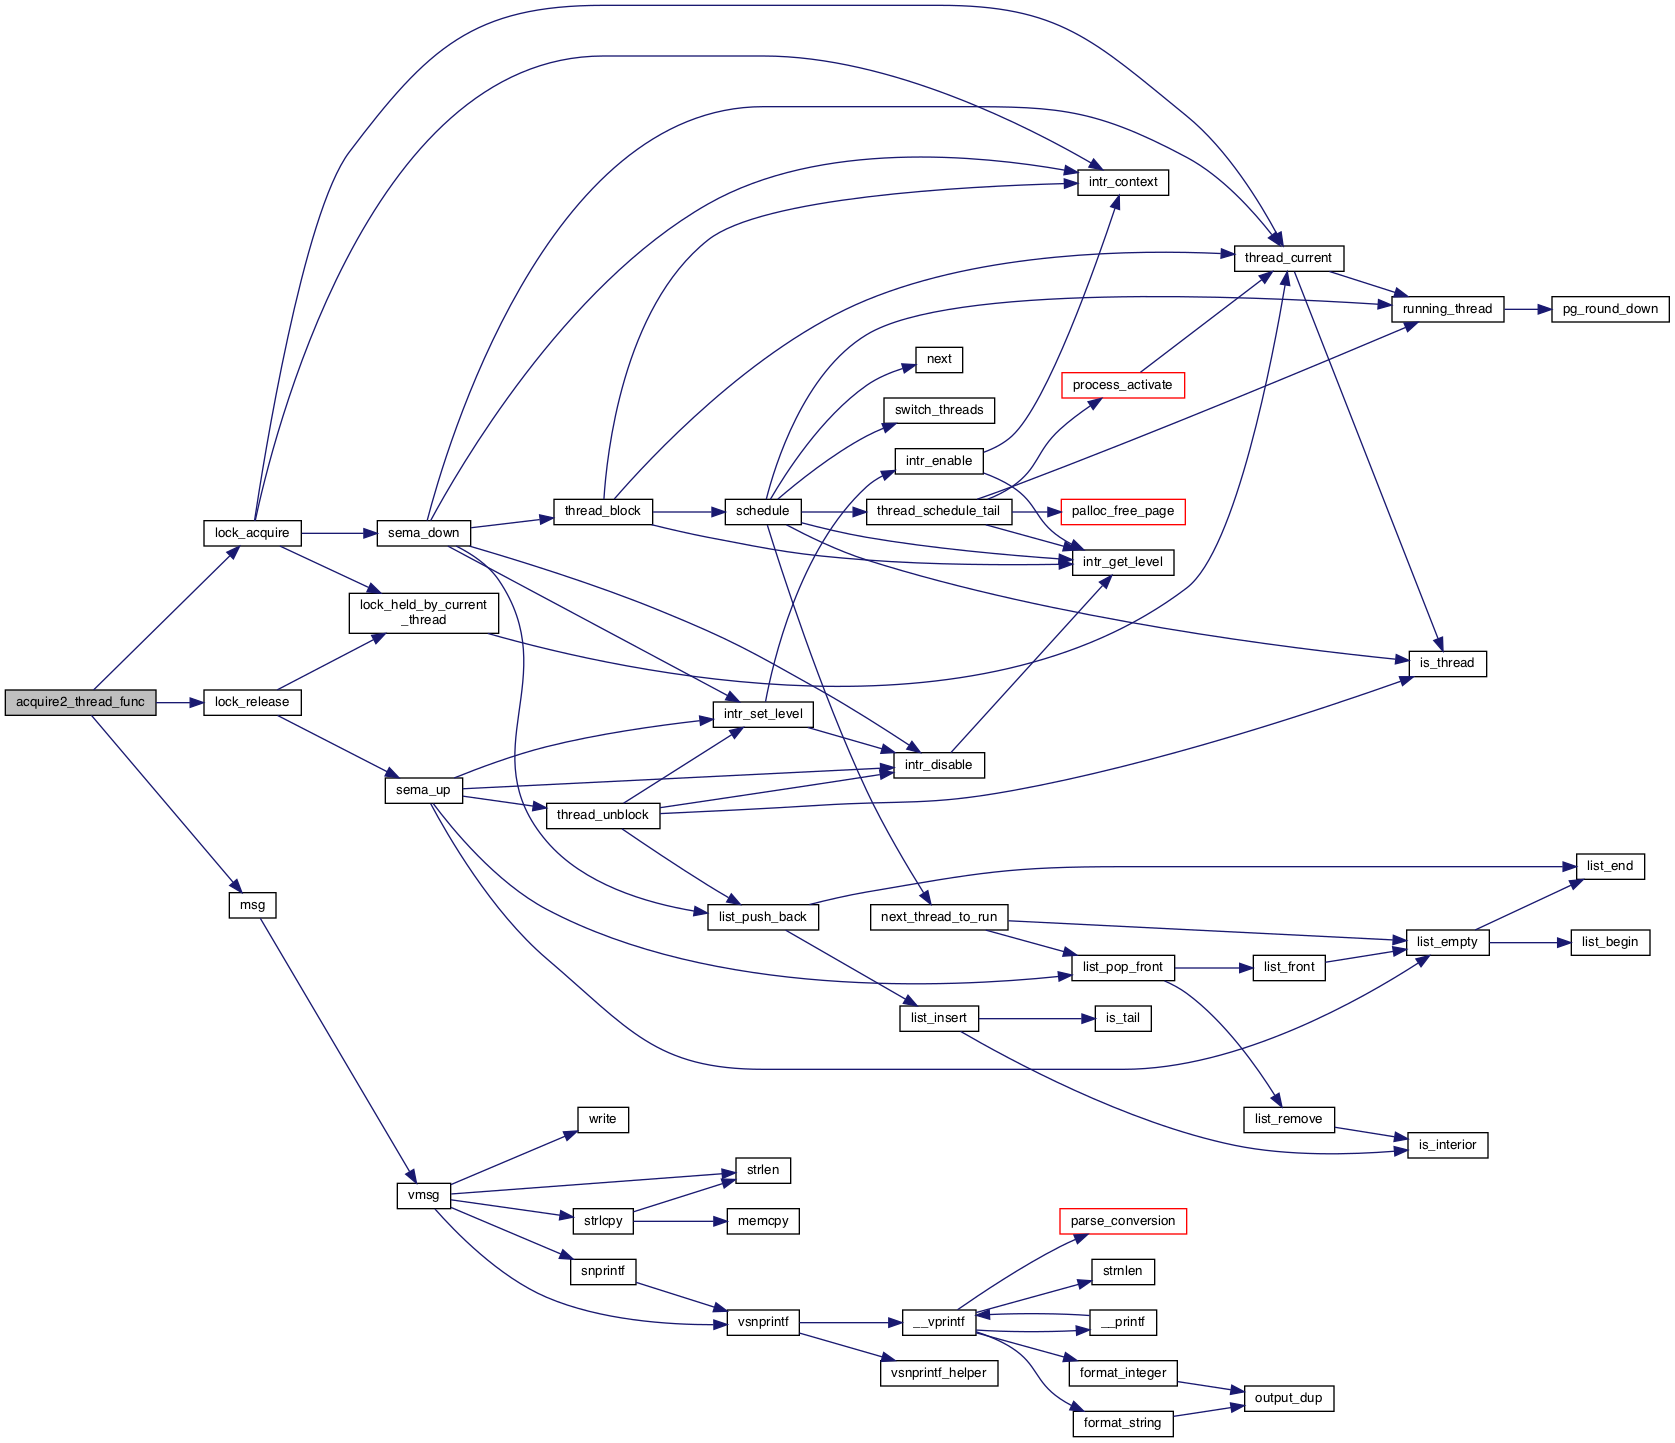 intr_context
thread_current
running_thread
pg_round_down
next
process_activate
switch_threads
intr_enable
thread_block
schedule
thread_schedule_tail
palloc_free_page
lock_acquire
sema_down
intr_get_level
lock_held_by_current
_thread
is_thread
acquire2_thread_func
lock_release
intr_set_level
intr_disable
sema_up
thread_unblock
list_end
msg
list_push_back
next_thread_to_run
list_empty
list_begin
list_pop_front
list_front
list_insert
is_tail
write
list_remove
is_interior
strlen
vmsg
strlcpy
memcpy
parse_conversion
snprintf
strnlen
vsnprintf
__vprintf
__printf
vsnprintf_helper
format_integer
output_dup
format_string